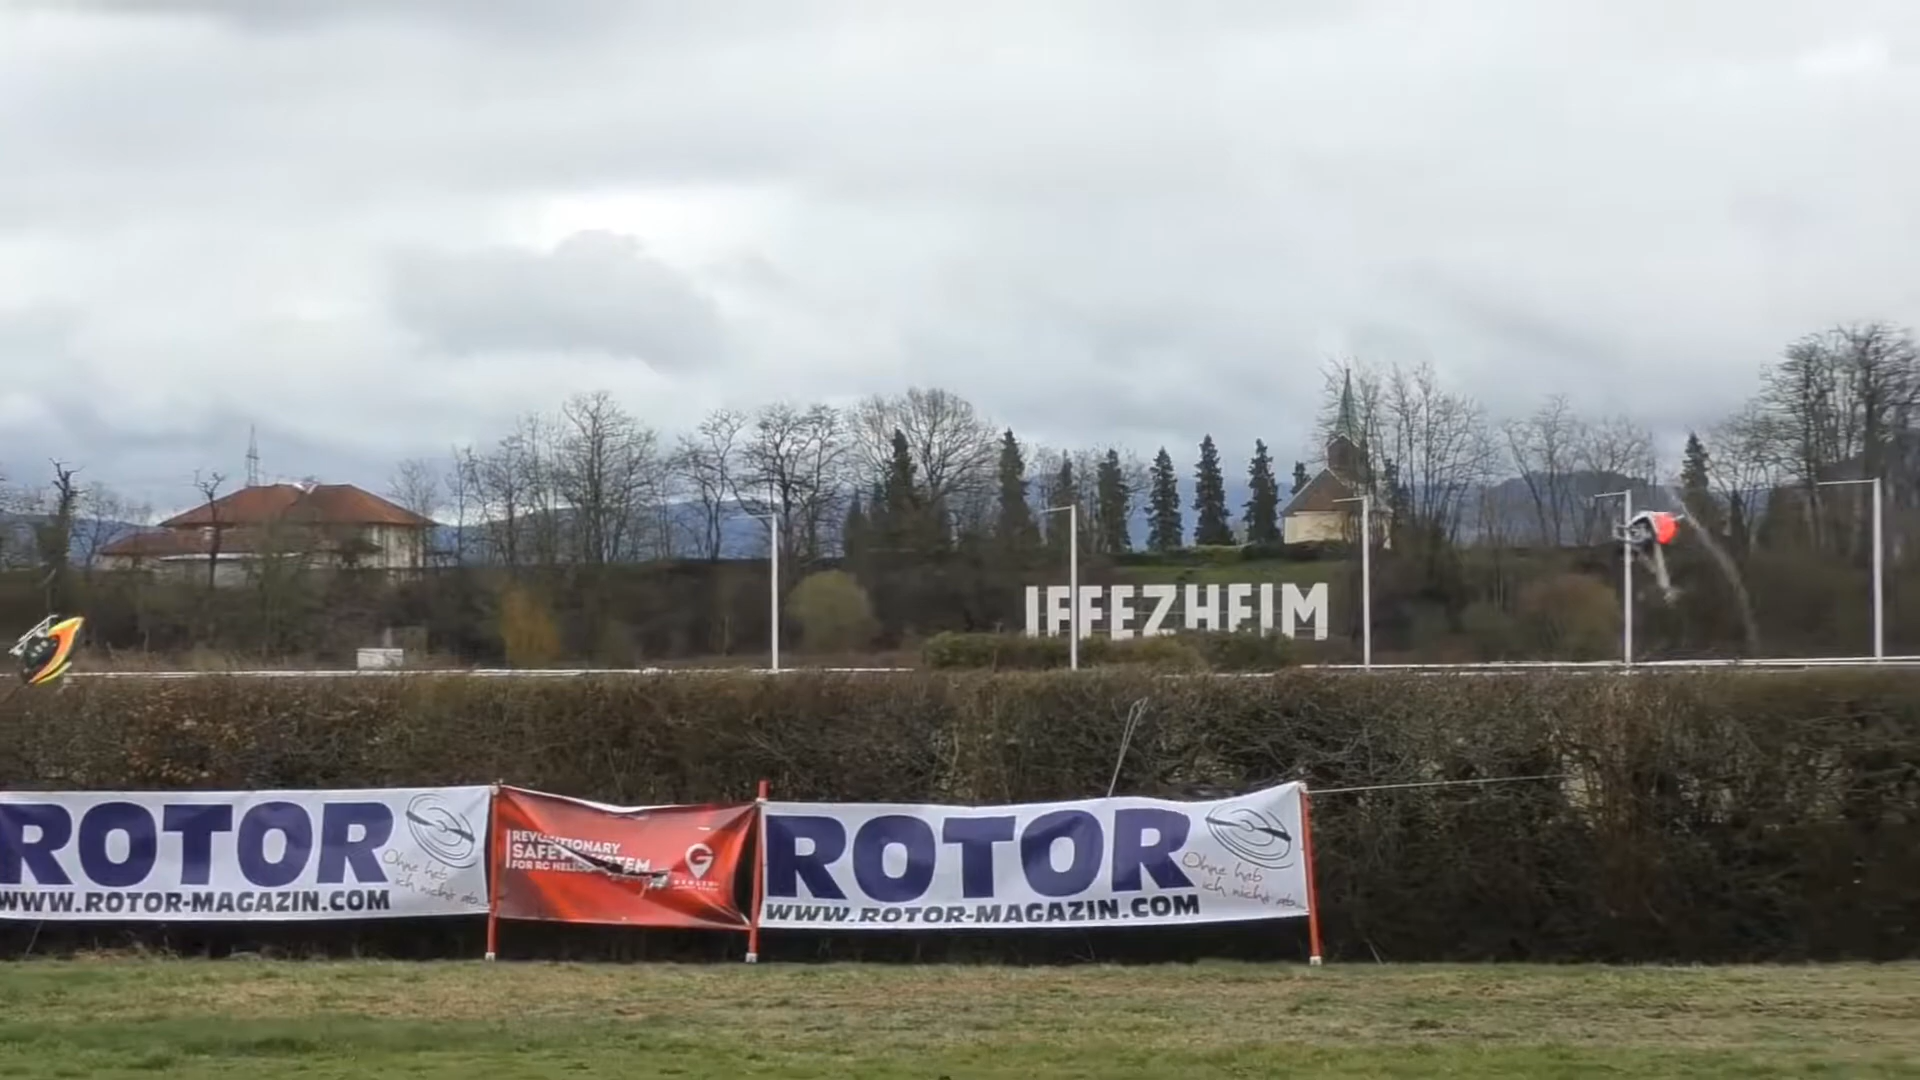 IFFEZHEIM
ROTOR
Ohne heb
ich nicht ab...
WWW.ROTOR-MAGAZIN.COM
REVOLUTIONARY
SAFETY SYSTEM
FOR RC
G
ROTOR
Ohne heb
ich nicht ab...
WWW.ROTOR-MAGAZIN.COM